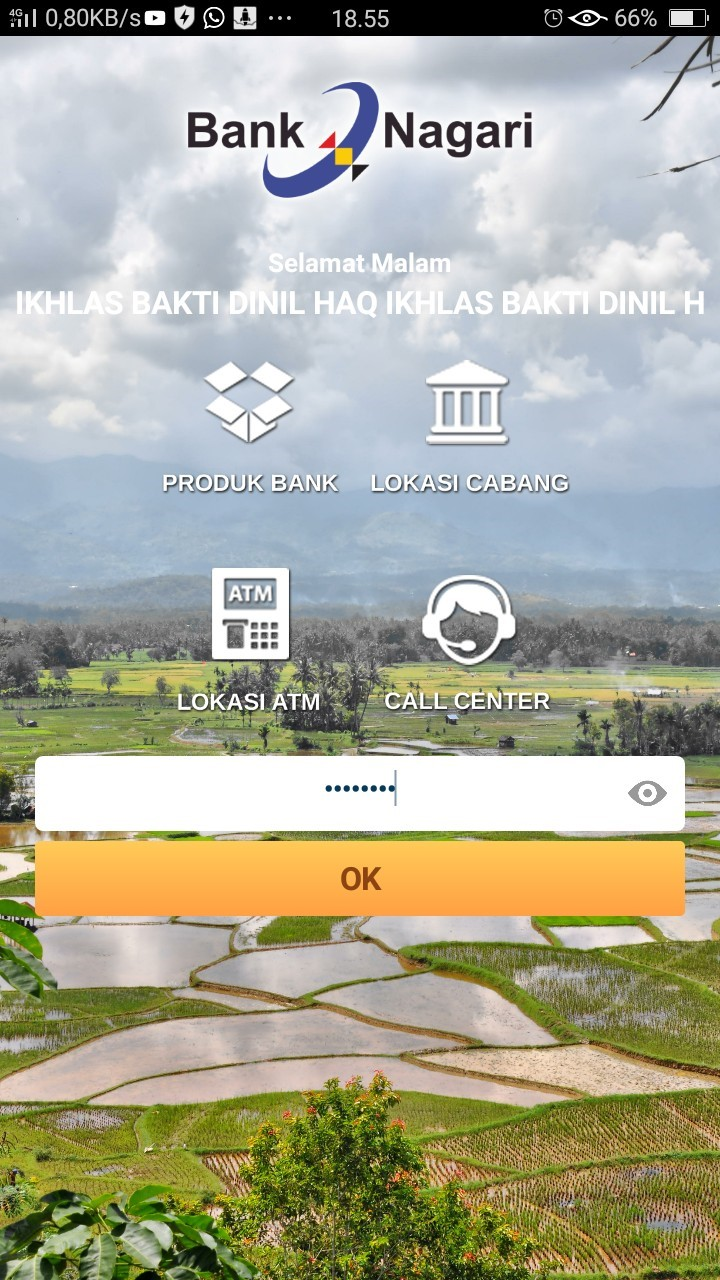 4G 0,80KB/s ... 18.55 66%
Bank Nagari
Selamat Malam
IKHLAS BAKTI DINIL HAQ IKHLAS BAKTI DINIL H
PRODUK BANK LOKASI CABANG
ATM
LOKASI ATM CALL CENTER
••••••••
OK